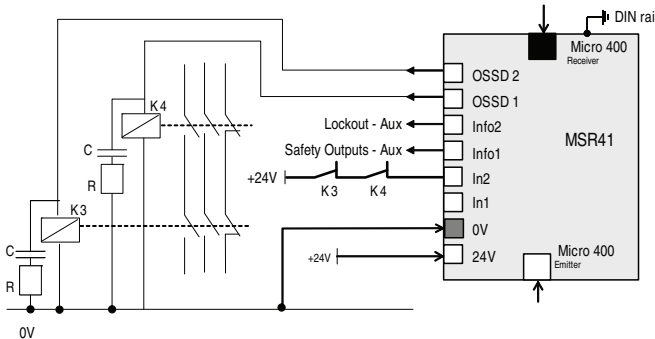 DIN rai
Micro 400
Receiver
OSSD 2
K4
OSSD 1
Lockout - Aux
Info2
MSR41
C
Safety Outputs - Aux
Info1
+24V
In2
R
K3
K4
In1
K3
0V
C
Micro 400
+24V
24V
Emitter
R
0V